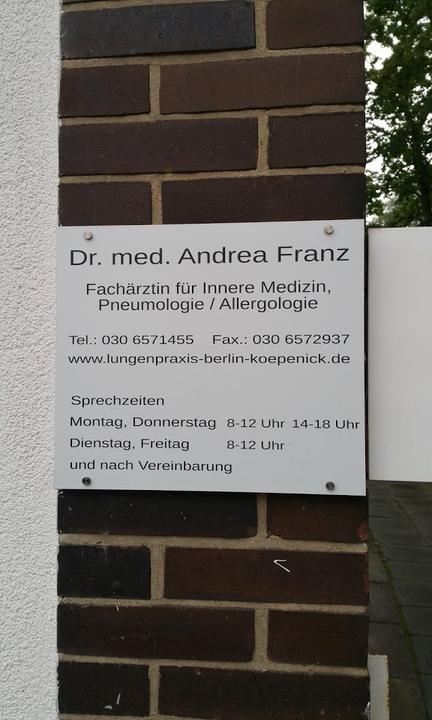 Dr. med. Andrea Franz
Fachärztin für Innere Medizin,
Pneumologie / Allergologie
Tel.: 030 6571455 Fax.: 030 6572937
www.lungenpraxis-berlin-koepenick.de
Sprechzeiten
Montag, Donnerstag 8-12 Uhr 14-18 Uhr
Dienstag, Freitag 8-12 Uhr
und nach Vereinbarung